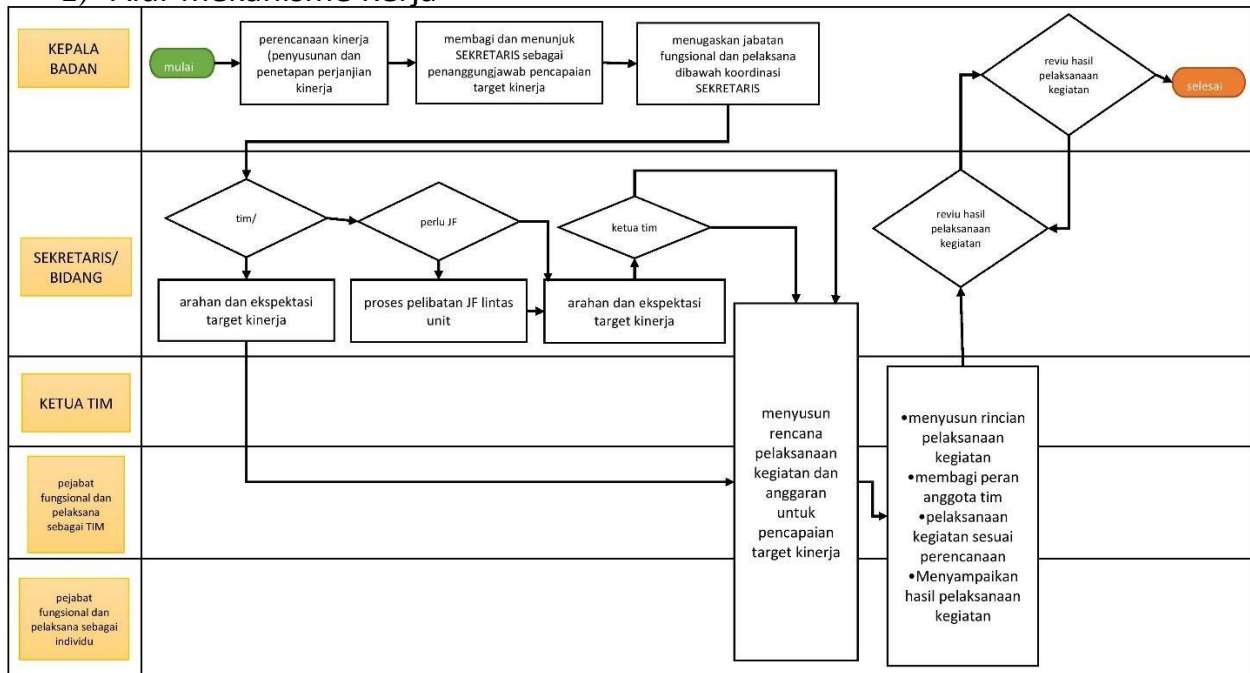 1) Alur Mekanisme Kerja
KEPALA
BADAN
mulai
perencanaan kinerja
(penyusunan dan
penetapan perjanjian
kinerja
membagi dan menunjuk
SEKRETARIS sebagai
penanggungjawab pencapaian
target kinerja
menugaskan jabatan
fungsional dan pelaksana
dibawah koordinasi
SEKRETARIS
reviu hasil
pelaksanaan
kegiatan
selesai
SEKRETARIS/
BIDANG
tim/
perlu JF
ketua tim
reviu hasil
pelaksanaan
kegiatan
arahan dan ekspektasi
target kinerja
proses pelibatan JF lintas
unit
arahan dan ekspektasi
target kinerja
KETUA TIM
pejabat
fungsional dan
pelaksana
sebagai TIM
pejabat
fungsional dan
pelaksana sebagai
individu
menyusun
rencana
pelaksanaan
kegiatan dan
anggaran
untuk
pencapaian
target kinerja
•menyusun rincian
pelaksanaan
kegiatan
•membagi peran
anggota tim
•pelaksanaan
kegiatan sesuai
perencanaan
•Menyampaikan
hasil pelaksanaan
kegiatan